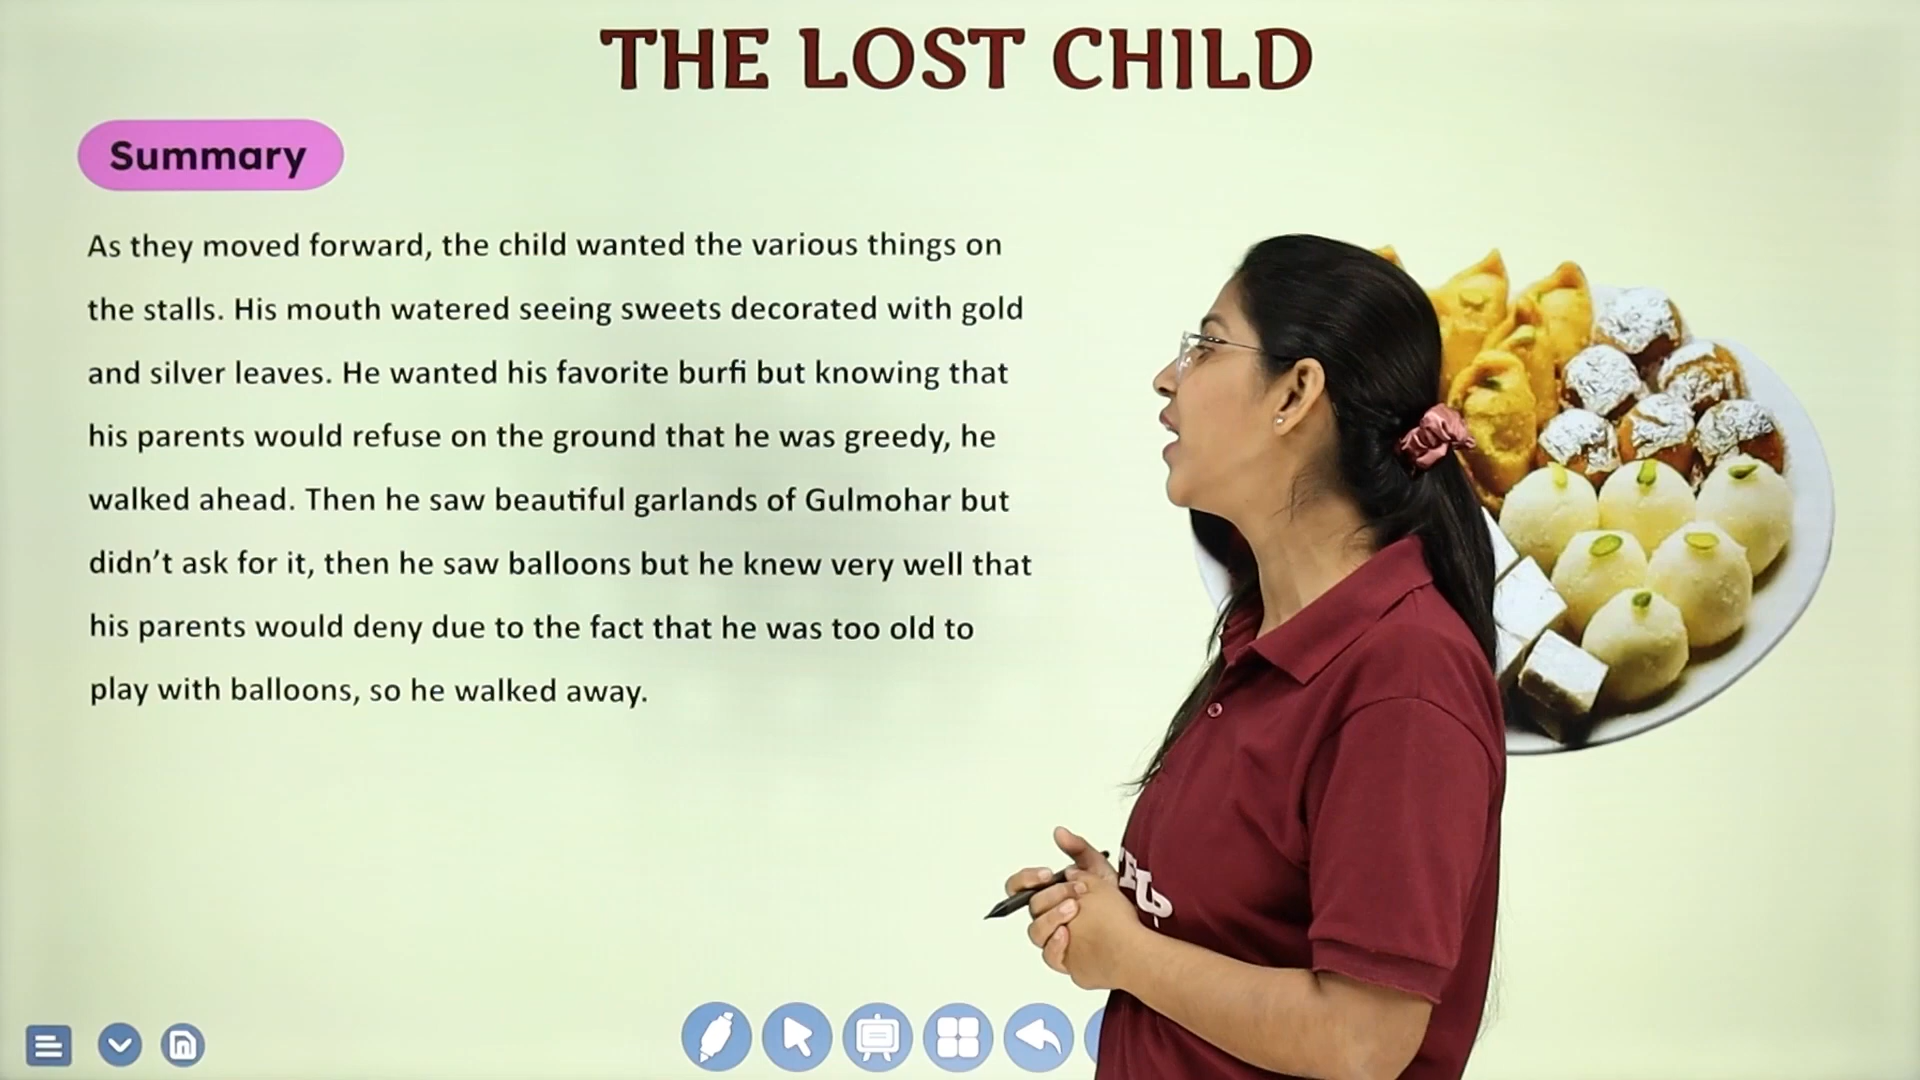 THE LOST CHILD
Summary
As they moved forward, the child wanted the various things on
the stalls. His mouth watered seeing sweets decorated with gold
and silver leaves. He wanted his favorite burfi but knowing that
his parents would refuse on the ground that he was greedy, he
walked ahead. Then he saw beautiful garlands of Gulmohar but
didn't ask for it, then he saw balloons but he knew very well that
his parents would deny due to the fact that he was too old to
play with balloons, so he walked away.